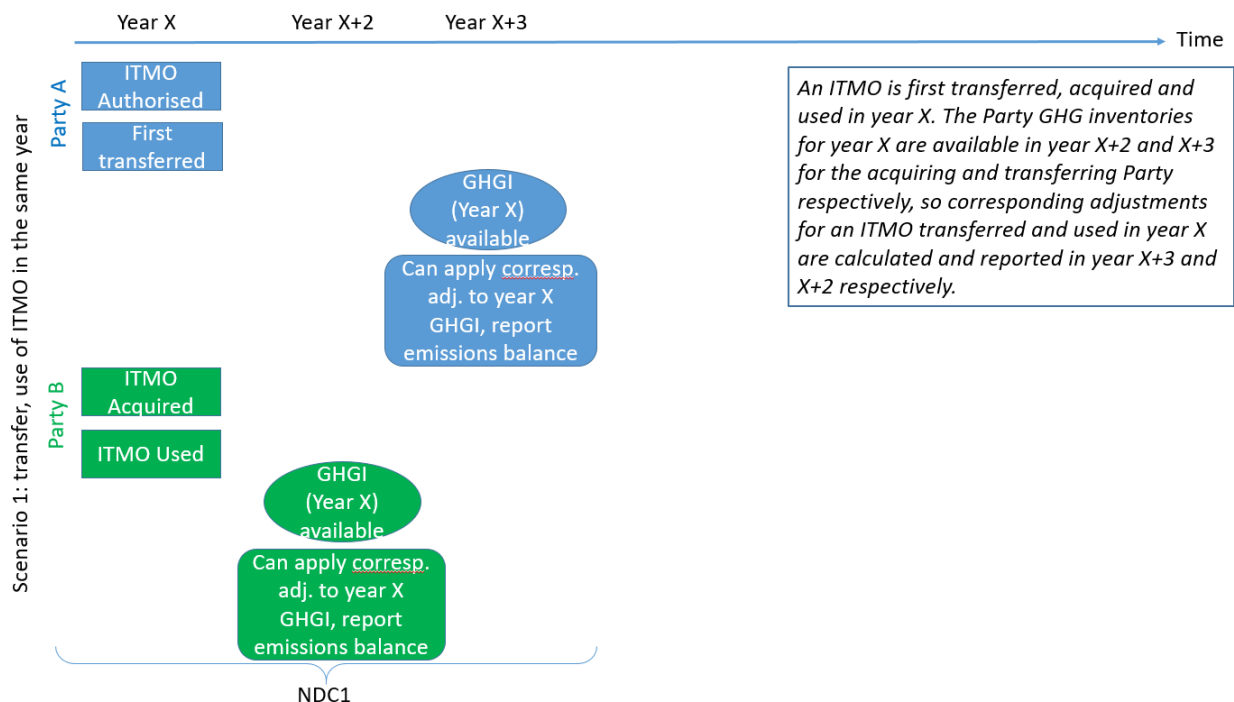 Year X
Year X+2
Year X+3
Time
Scenario 1: transfer, use of ITMO in the same year
Party A
ITMO
Authorised
First
transferred
GHGI
(Year X)
available
Can apply corresp.
adj. to year X
GHGI, report
emissions balance
An ITMO is first transferred, acquired and
used in year X. The Party GHG inventories
for year X are available in year X+2 and X+3
for the acquiring and transferring Party
respectively, so corresponding adjustments
for an ITMO transferred and used in year X
are calculated and reported in year X+3 and
X+2 respectively.
Party B
ITMO
Acquired
ITMO Used
GHGI
(Year X)
available
Can apply corresp.
adj. to year X
GHGI, report
emissions balance
NDC1